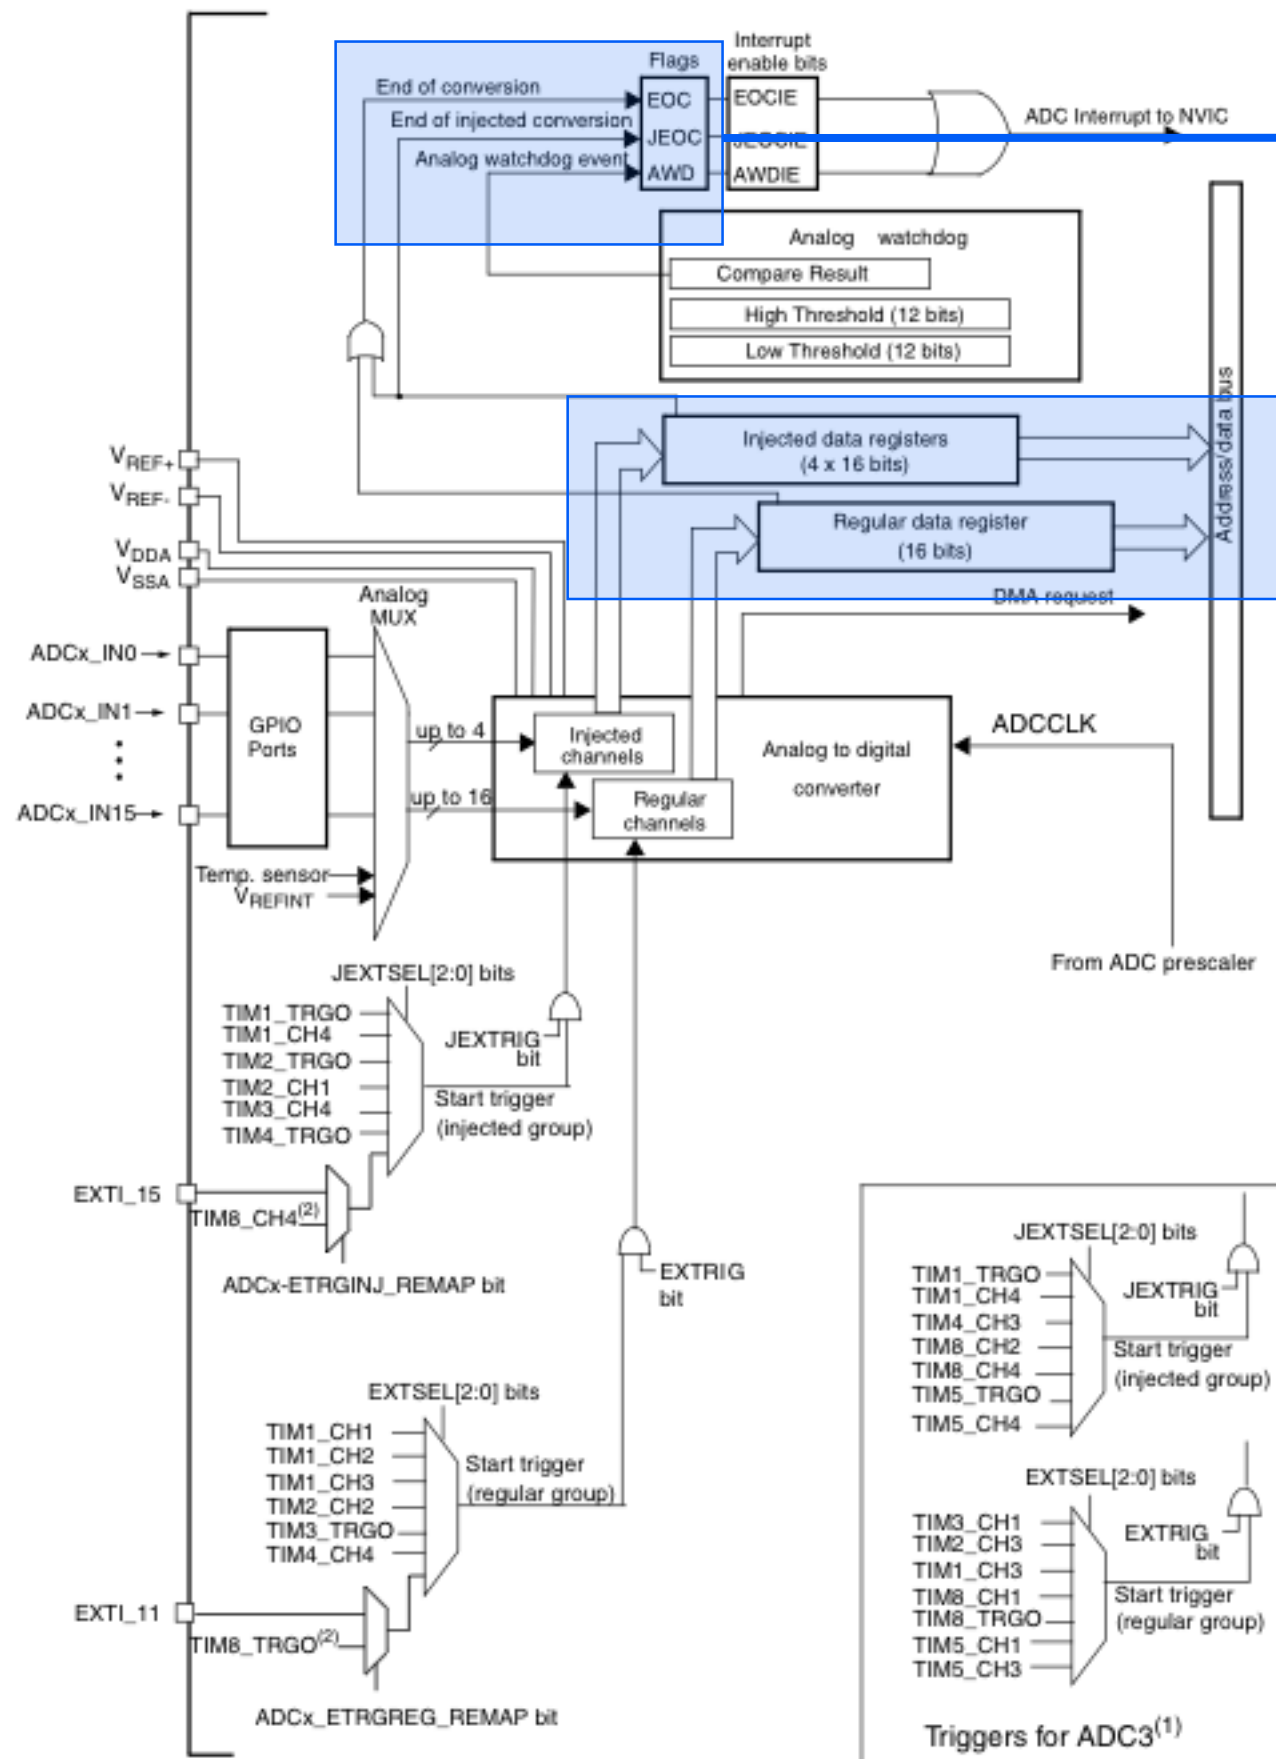 Interrupt
enable bits
Flags
End of conversion
EOC
EOCIE
End of injected conversion
JEOC
JEOCIE
Analog watchdog event
AWD
AWDIE
ADC Interrupt to NVIC
Analog watchdog
Compare Result
High Threshold (12 bits)
Low Threshold (12 bits)
Address/data bus
Injected data registers
(4 x 16 bits)
Regular data register
(16 bits)
VREF+
VREF-
VDDA
VSSA
Analog
MUX
DMA request
ADCx_IN0
ADCx_IN1
ADCx_IN15
GPIO
Ports
up to 4
up to 16
Injected
channels
Regular
channels
Analog to digital
converter
ADCCLK
Temp. sensor
VREFINT
From ADC prescaler
JEXTSEL[2:0] bits
TIM1_TRGO
TIM1_CH4
TIM2_TRGO
TIM2_CH1
TIM3_CH4
TIM4_TRGO
JEXTRIG
bit
Start trigger
(injected group)
EXTI_15
TIM8_CH4(2)
ADCx-ETRGINJ_REMAP bit
EXTRIG
bit
EXTSEL[2:0] bits
TIM1_CH1
TIM1_CH2
TIM1_CH3
TIM2_CH2
TIM3_TRGO
TIM4_CH4
Start trigger
(regular group)
EXTI_11
TIM8_TRGO(2)
ADCx_ETRGREG_REMAP bit
JEXTSEL[2:0] bits
TIM1_TRGO
TIM1_CH4
TIM4_CH3
TIM8_CH2
TIM8_CH4
TIM5_TRGO
TIM5_CH4
JEXTRIG
bit
Start trigger
(injected group)
EXTSEL[2:0] bits
TIM3_CH1
TIM2_CH3
TIM1_CH3
TIM8_CH1
TIM8_TRGO
TIM5_CH1
TIM5_CH3
EXTRIG
bit
Start trigger
(regular group)
Triggers for ADC3(1)